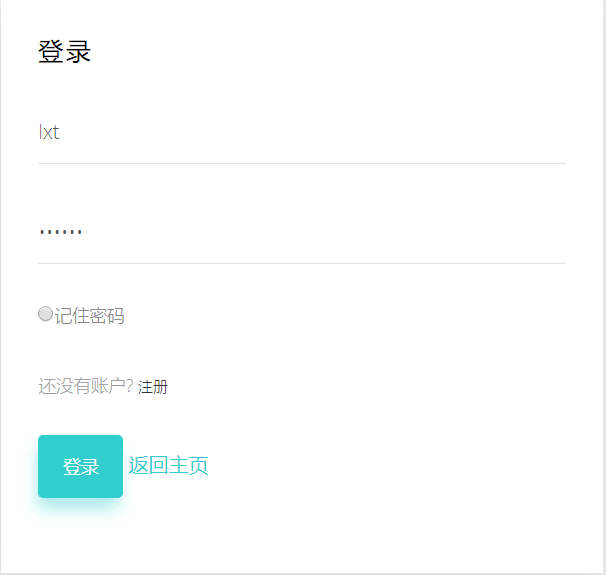 登录
lxt
······
记住密码
还没有账户? 注册
登录 返回主页